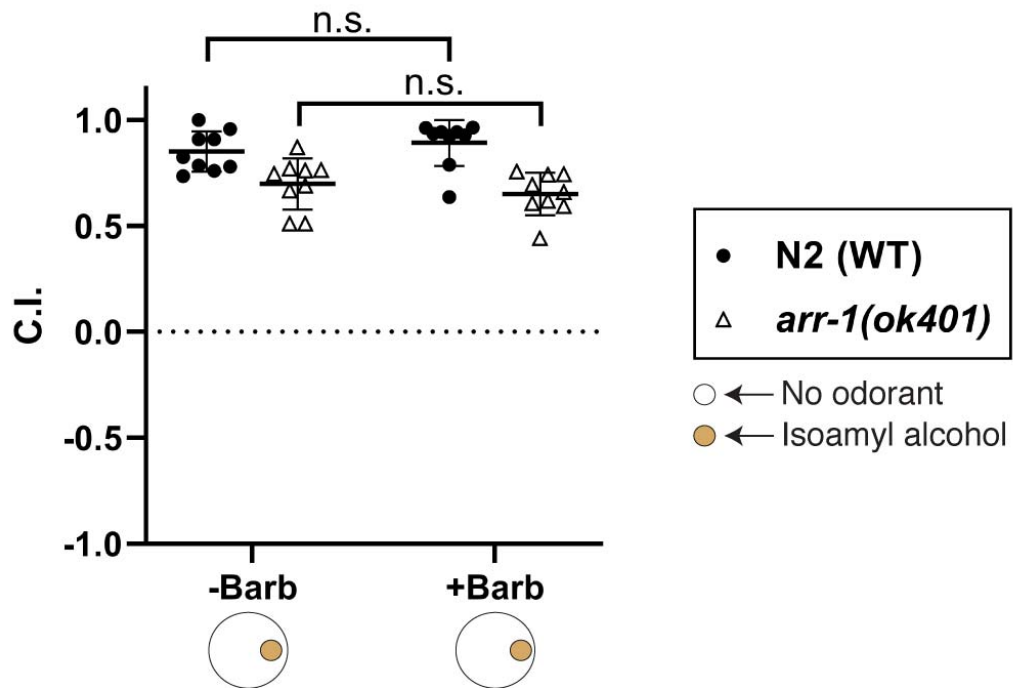 n.s.
n.s.
1.0
0.5
0.0
-0.5
-1.0
C.I.
-Barb
+Barb
N2 (WT)
arr-1(ok401)
No odorant
Isoamyl alcohol